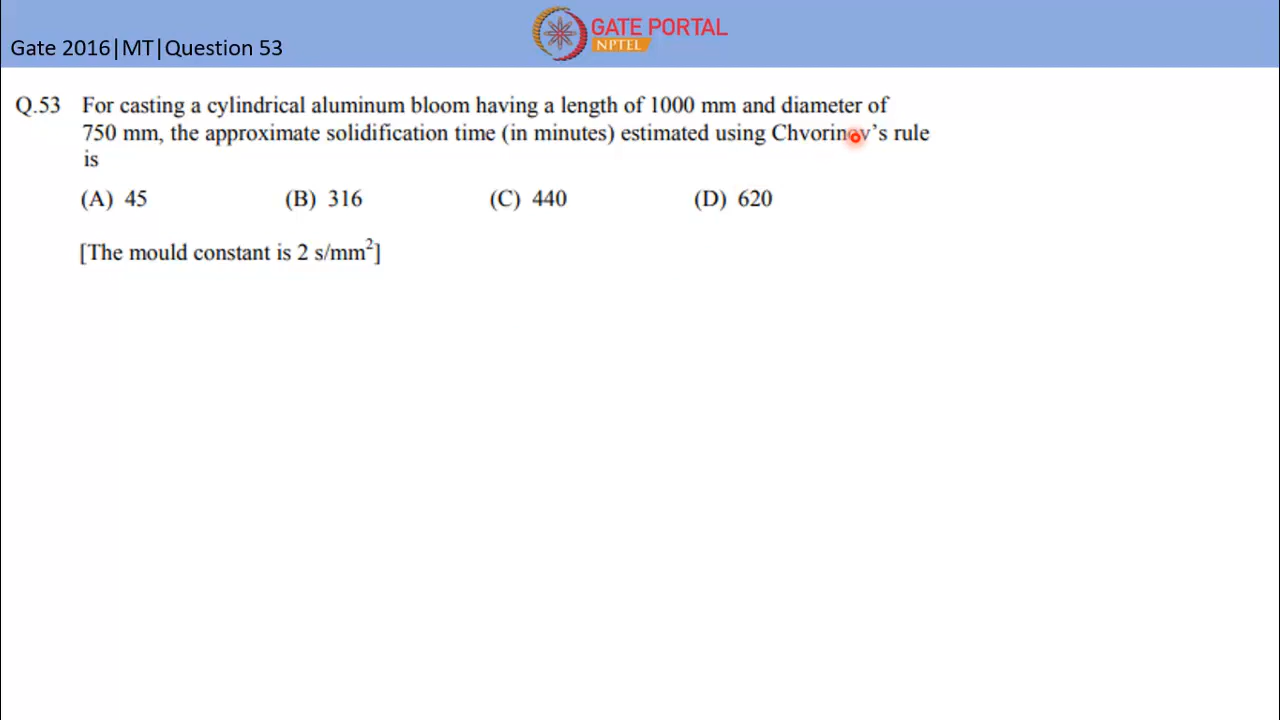 GATE PORTAL
NPTEL
Gate 2016|MT|Question 53
Q.53 For casting a cylindrical aluminum bloom having a length of 1000 mm and diameter of
750 mm, the approximate solidification time (in minutes) estimated using Chvorinov's rule
is
(A) 45 (B) 316 (C) 440 (D) 620
[The mould constant is 2 s/mm²]